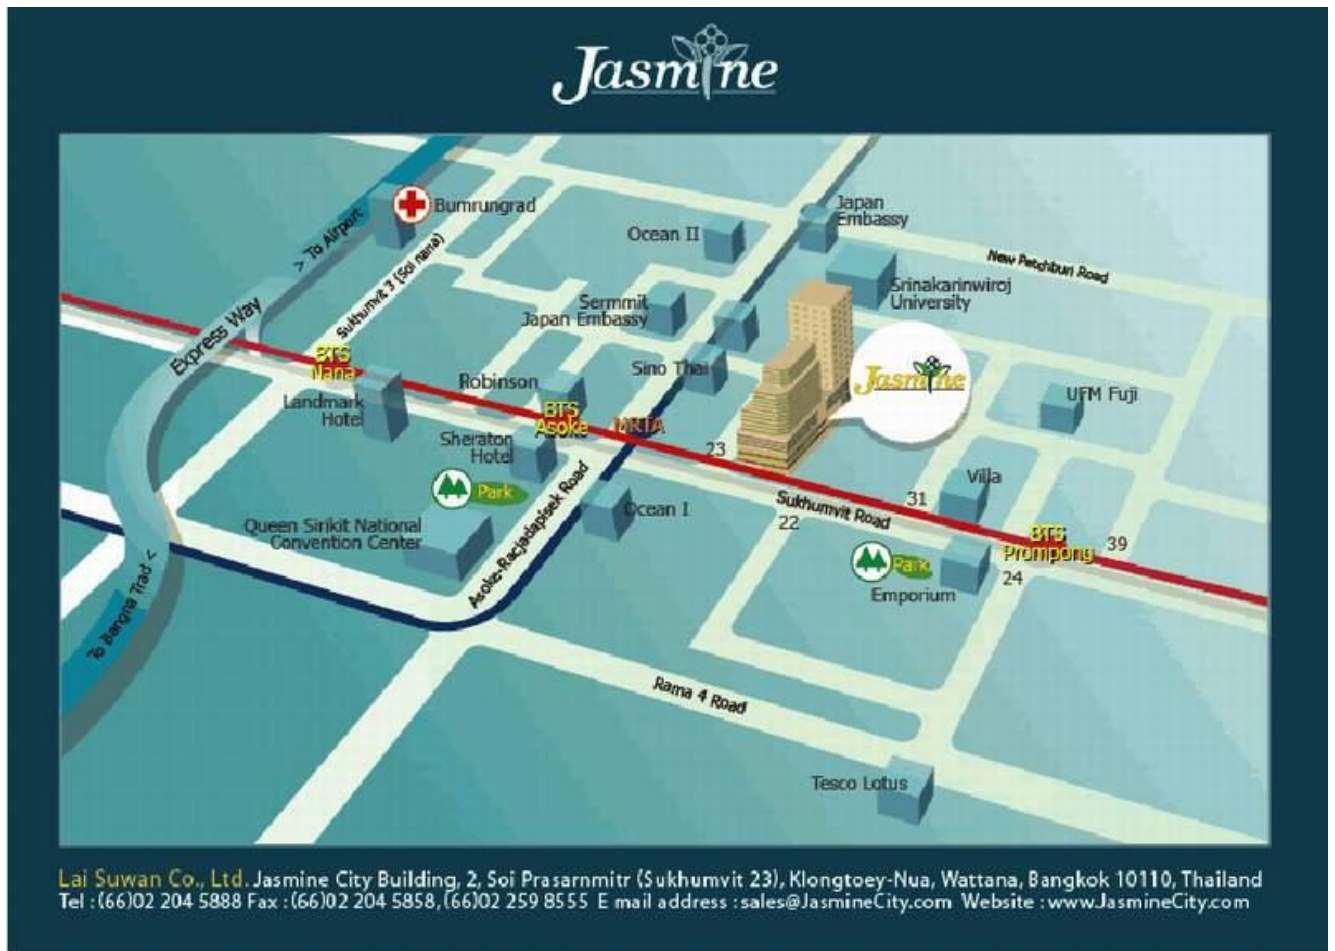 Jasmine
Bumrungrad
> To Airport
Sukhumvit 3 (Soi nana)
Express Way
Ocean II
Japan
Embassy
New Petchburi Road
Srinakarinwiroj
University
Sermmit
Japan Embassy
BTS
Nana
Landmark
Hotel
Robinson
Sino Thai
Jasmine
UFM Fuji
BTS
Asoke
MRTA
Sheraton
Hotel
23
Park
Villa
Sukhumvit Road
31
22
Ocean I
Asoke-Racjadapisek Road
Queen Sirikit National
Convention Center
BTS
Prompong
39
Park
24
Emporium
To Bangna Trad <
Rama 4 Road
Tesco Lotus
Lai Suwan Co., Ltd. Jasmine City Building, 2, Soi Prasarnmitr (Sukhumvit 23), Klongtoey-Nua, Wattana, Bangkok 10110, Thailand
Tel : (66)02 204 5888 Fax : (66)02 204 5858, (66)02 259 8555 E mail address : sales@JasmineCity.com Website : www.JasmineCity.com